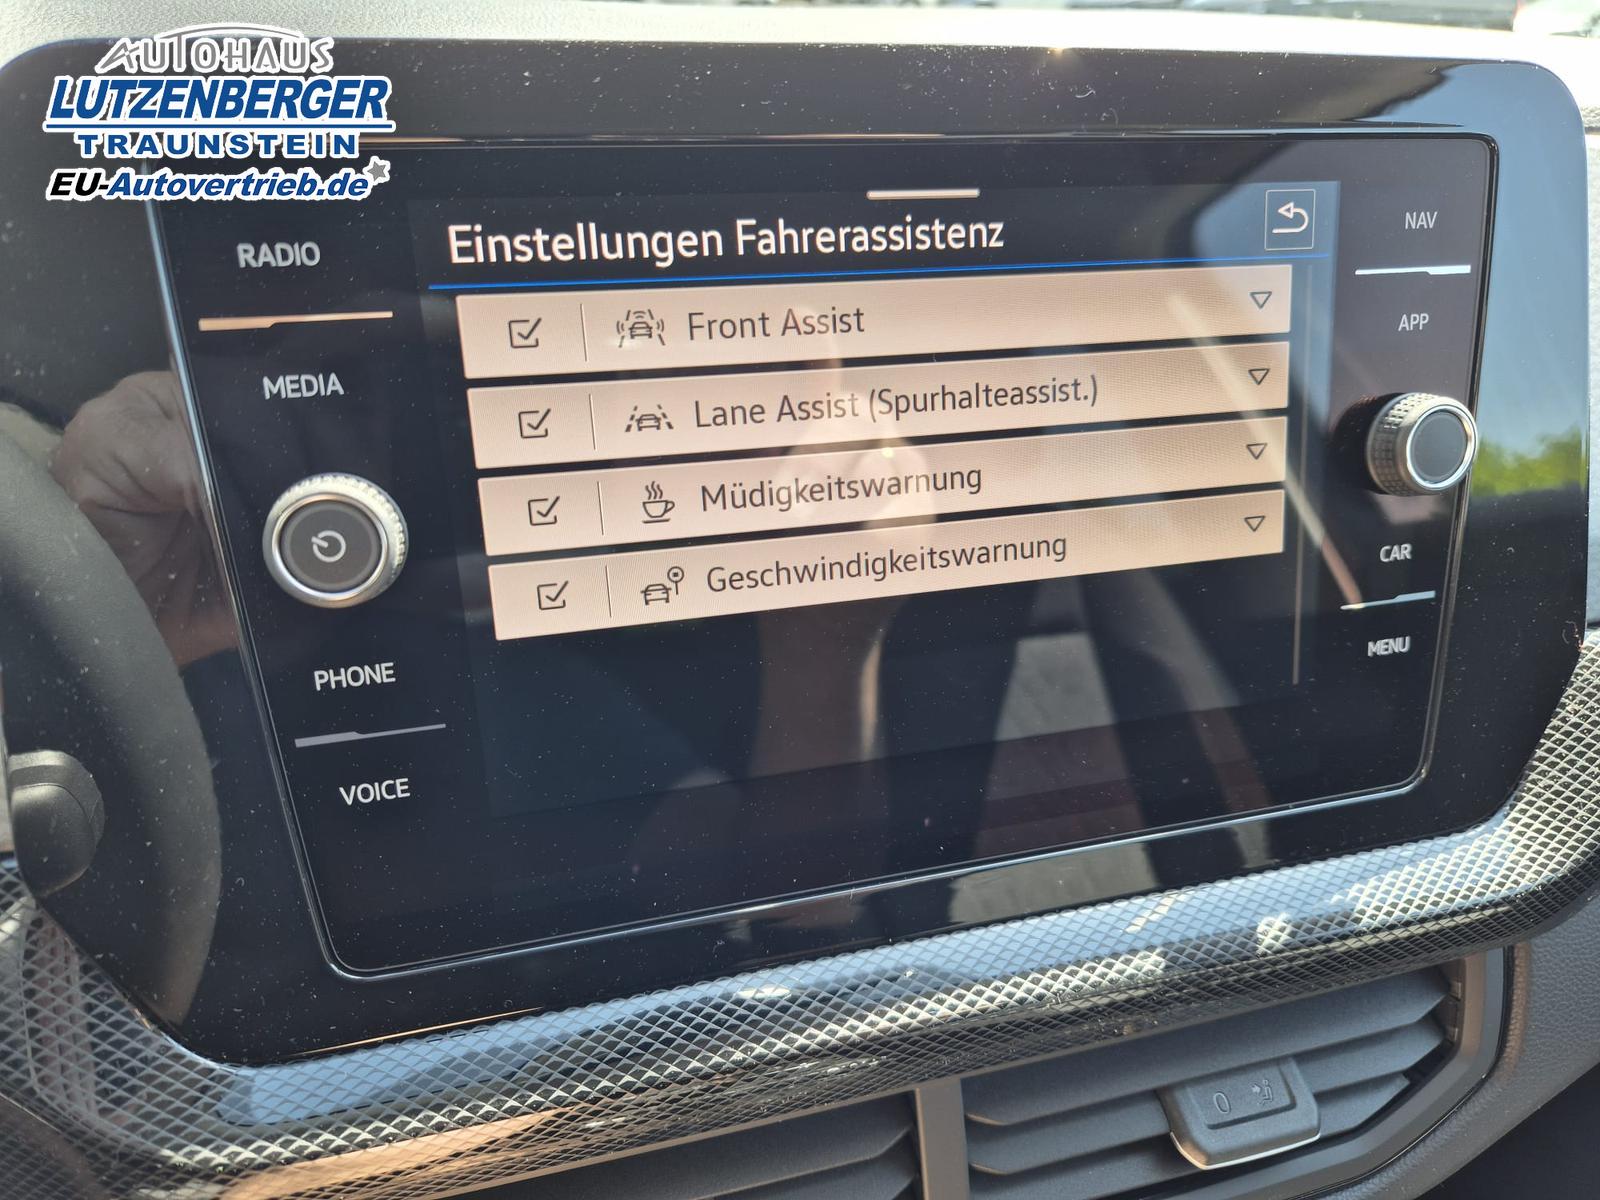 AUTOHAUS
LUTZENBERGER
TRAUNSTEIN
EU-Autovertrieb.de
RADIO
MEDIA
PHONE
VOICE
Einstellungen Fahrerassistenz
Front Assist
Lane Assist (Spurhalteassist.)
Müdigkeitswarnung
Geschwindigkeitswarnung
NAV
APP
CAR
MENU
0